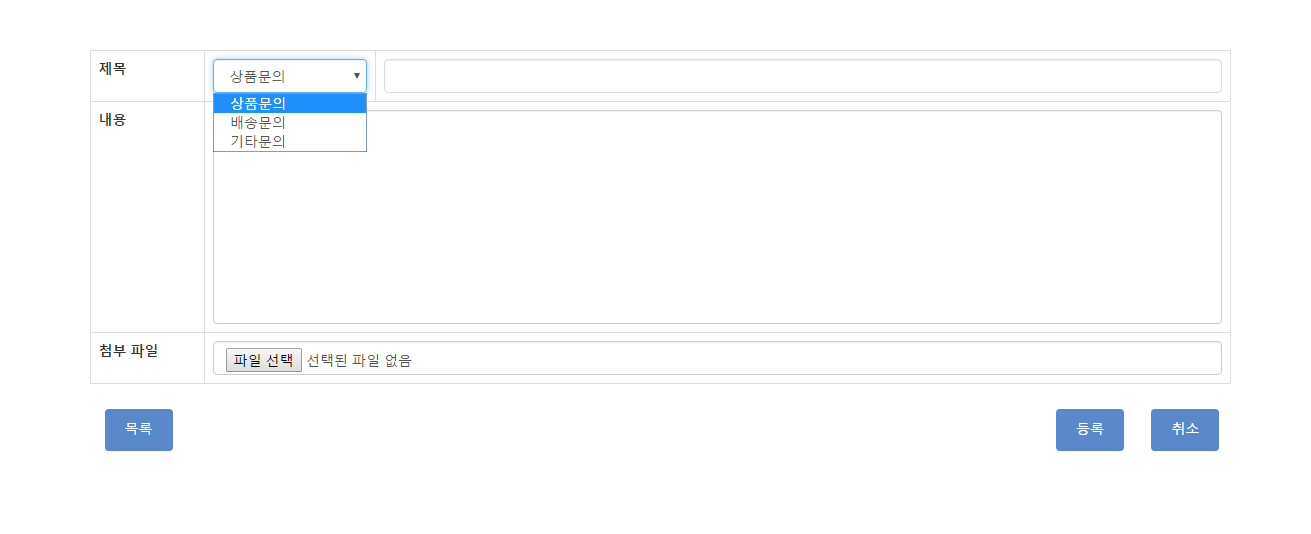 제목
상품문의
상품문의
배송문의
기타문의
내용
첨부 파일
파일 선택 선택된 파일 없음
목록
등록
취소